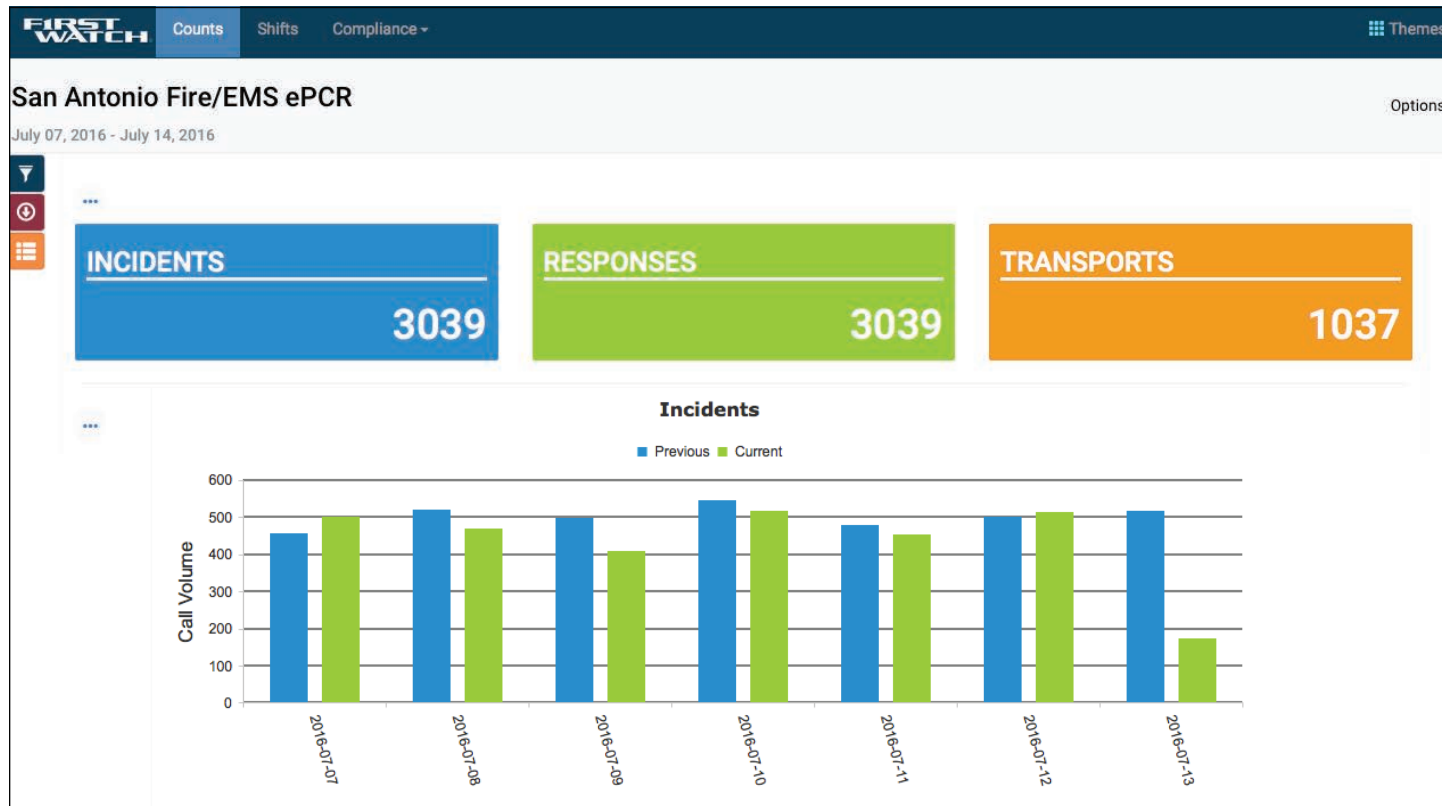 FIRST WATCH Counts Shifts Compliance Themes
San Antonio Fire/EMS ePCR
Options
July 07, 2016 - July 14, 2016
INCIDENTS
3039
RESPONSES
3039
TRANSPORTS
1037
Incidents
Previous Current
Call Volume
600
500
400
300
200
100
0
2016-07-07
2016-07-08
2016-07-09
2016-07-10
2016-07-11
2016-07-12
2016-07-13